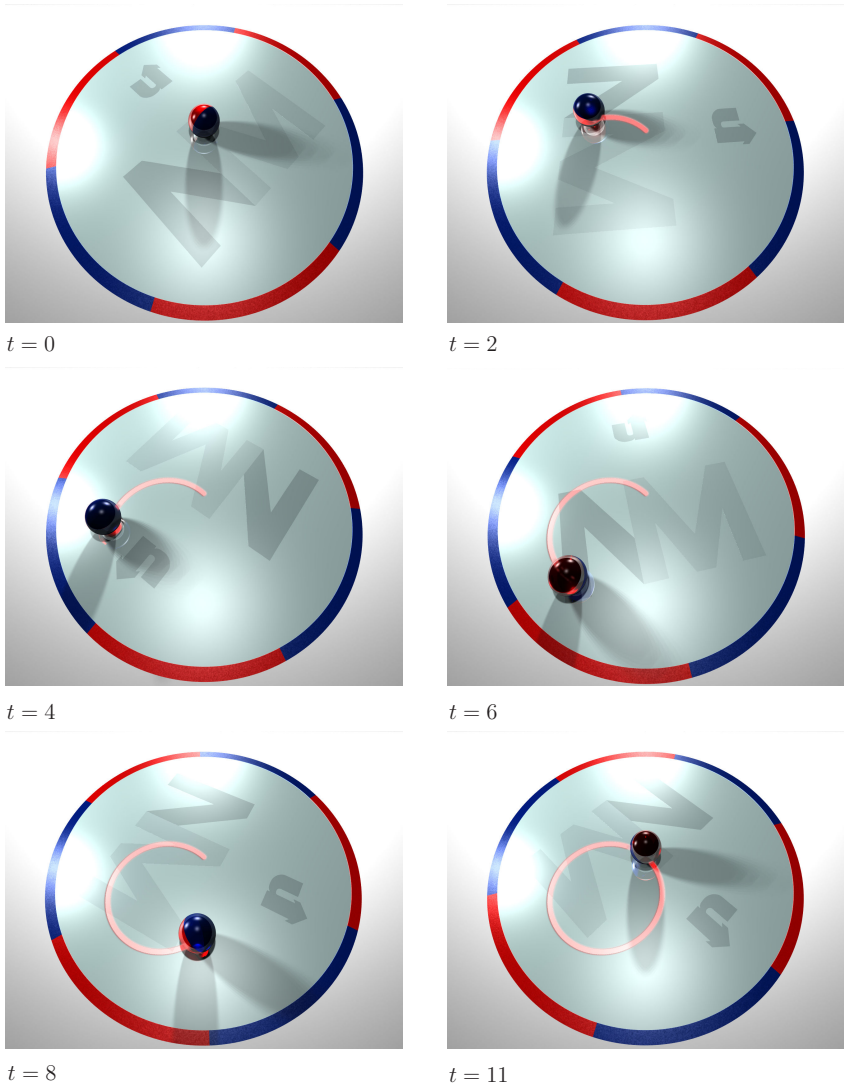 t = 0
t = 2
t = 4
t = 6
t = 8
t = 11